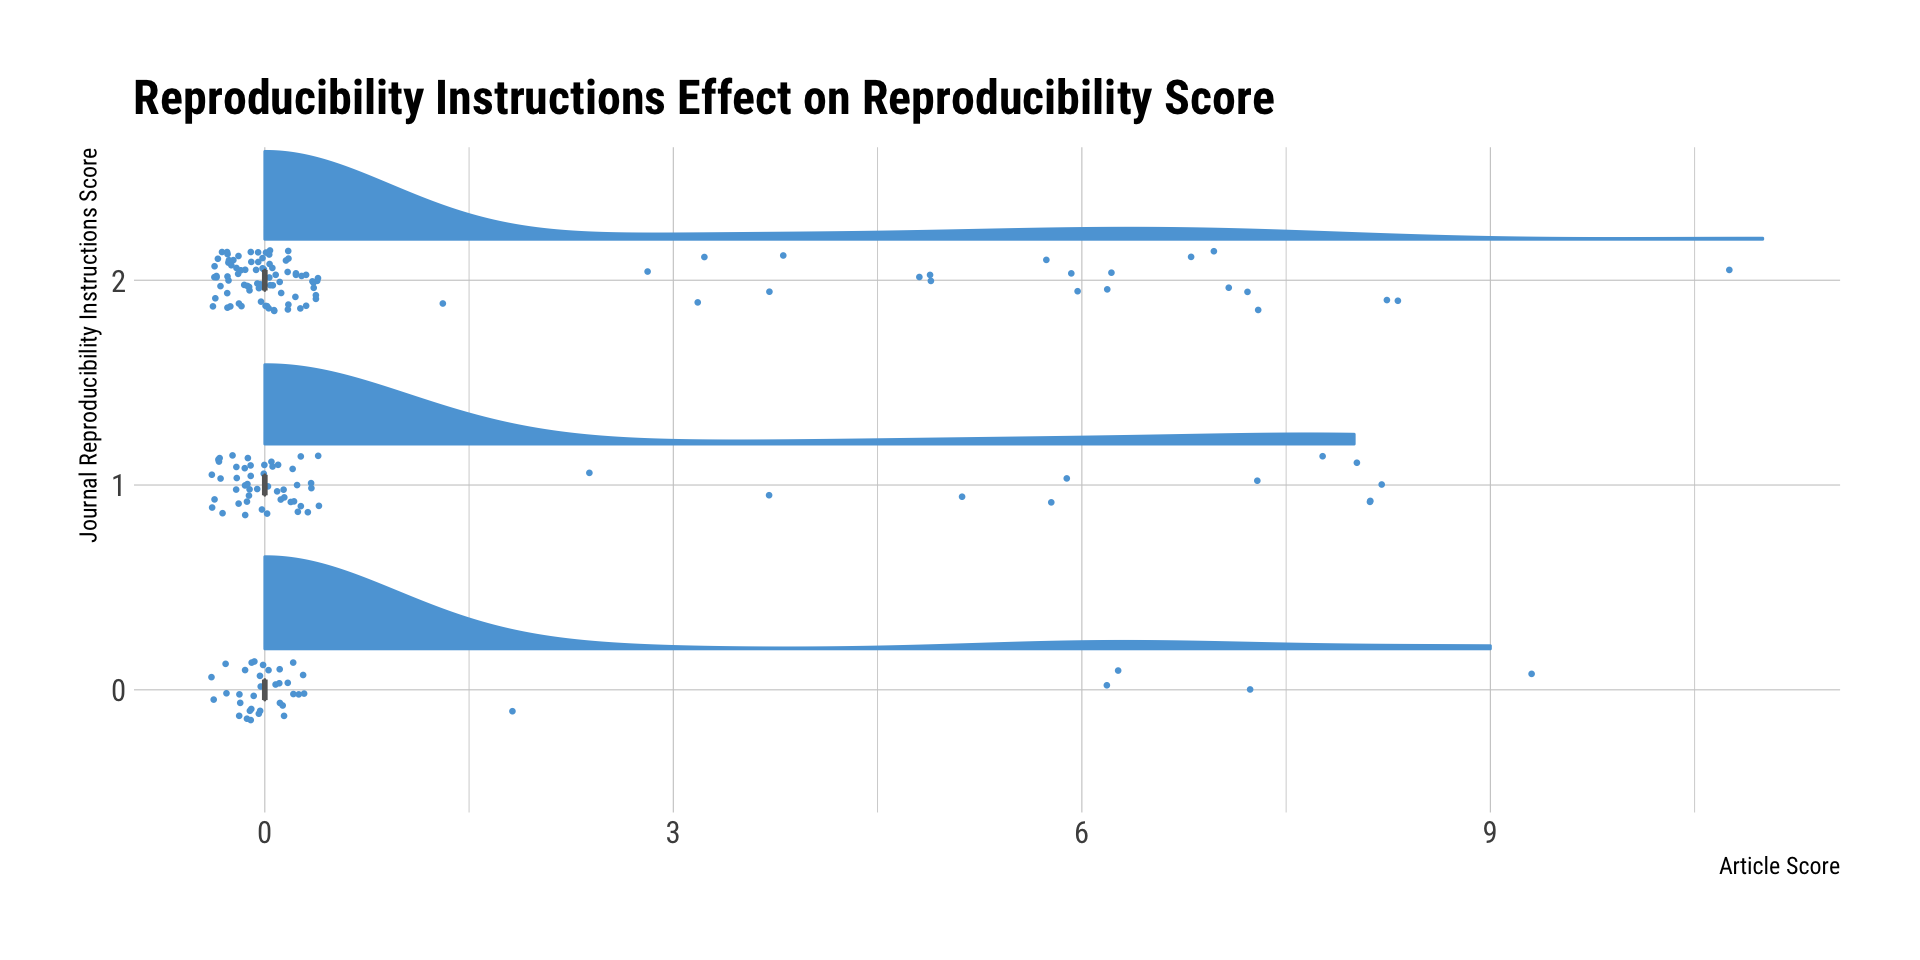 Reproducibility Instructions Effect on Reproducibility Score
Journal Reproducibility Instructions Score
2
1
0
0 3 6 9
Article Score